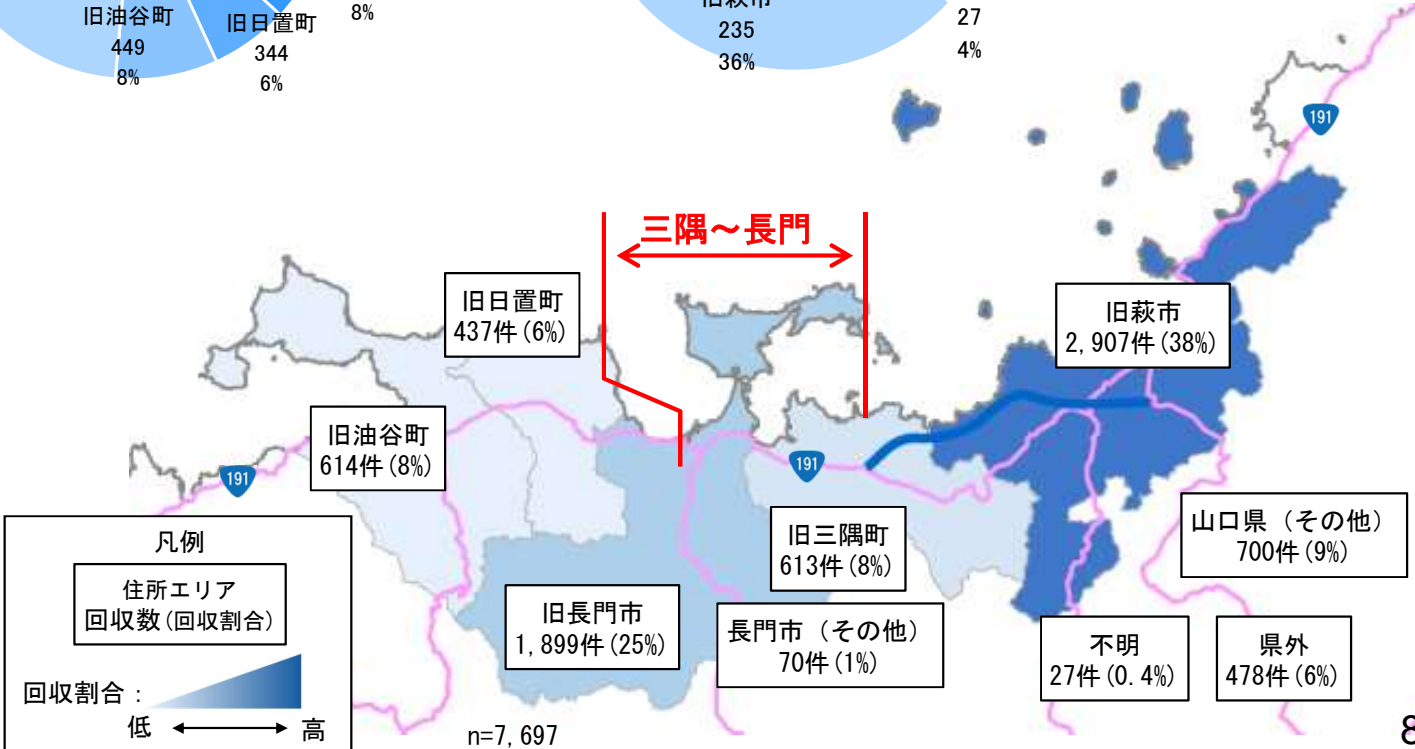 旧油谷町
449
8%
旧日置町
344
6%
8%
235
36%
27
4%
191
三隅～長門
旧日置町
437件(6%)
旧萩市
2,907件(38%)
旧油谷町
614件(8%)
191
191
旧三隅町
613件(8%)
山口県（その他）
700件(9%)
旧長門市
1,899件(25%)
長門市（その他）
70件(1%)
不明
27件(0.4%)
県外
478件(6%)
凡例
住所エリア
回収数(回収割合)
回収割合：
低
高
n=7,697
8